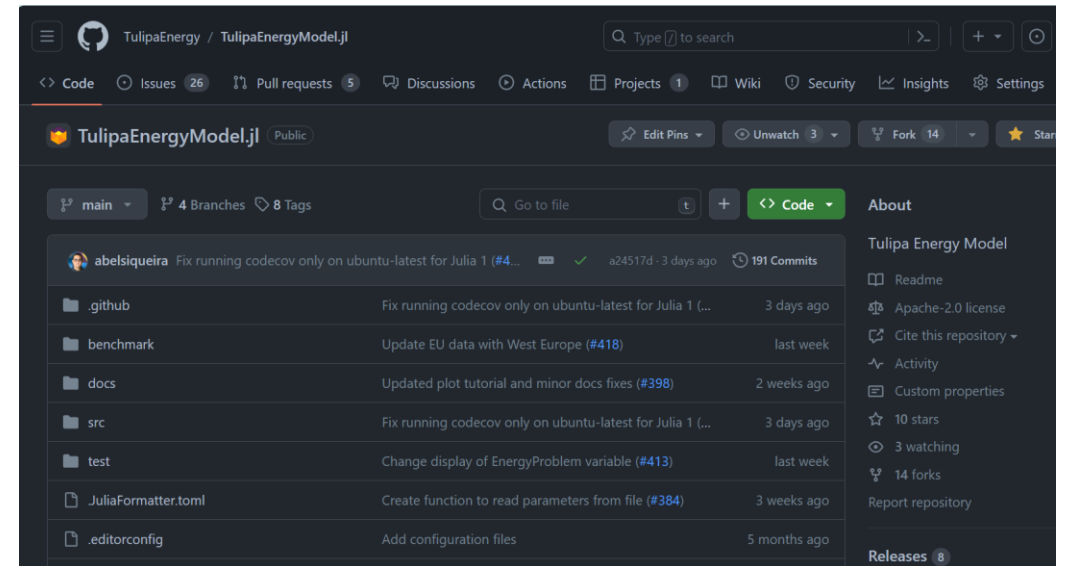 TulipaEnergy / TulipaEnergyModel.jl
Type / to search
Code Issues 26 Pull requests 5 Discussions Actions Projects 1 Wiki Security Insights Settings
TulipaEnergyModel.jl Public Edit Pins Unwatch 3 Fork 14 Star
main 4 Branches 8 Tags Go to file t + <> Code
abelsiqueira Fix running codecov only on ubuntu-latest for Julia 1 (#4... a24517d · 3 days ago 191 Commits
.github Fix running codecov only on ubuntu-latest for Julia 1 (... 3 days ago
benchmark Update EU data with West Europe (#418) last week
docs Updated plot tutorial and minor docs fixes (#398) 2 weeks ago
src Fix running codecov only on ubuntu-latest for Julia 1 (... 3 days ago
test Change display of EnergyProblem variable (#413) last week
.JuliaFormatter.toml Create function to read parameters from file (#384) 3 weeks ago
.editorconfig Add configuration files 5 months ago
About
Tulipa Energy Model
Readme
Apache-2.0 license
Cite this repository
Activity
Custom properties
10 stars
3 watching
14 forks
Report repository
Releases 8